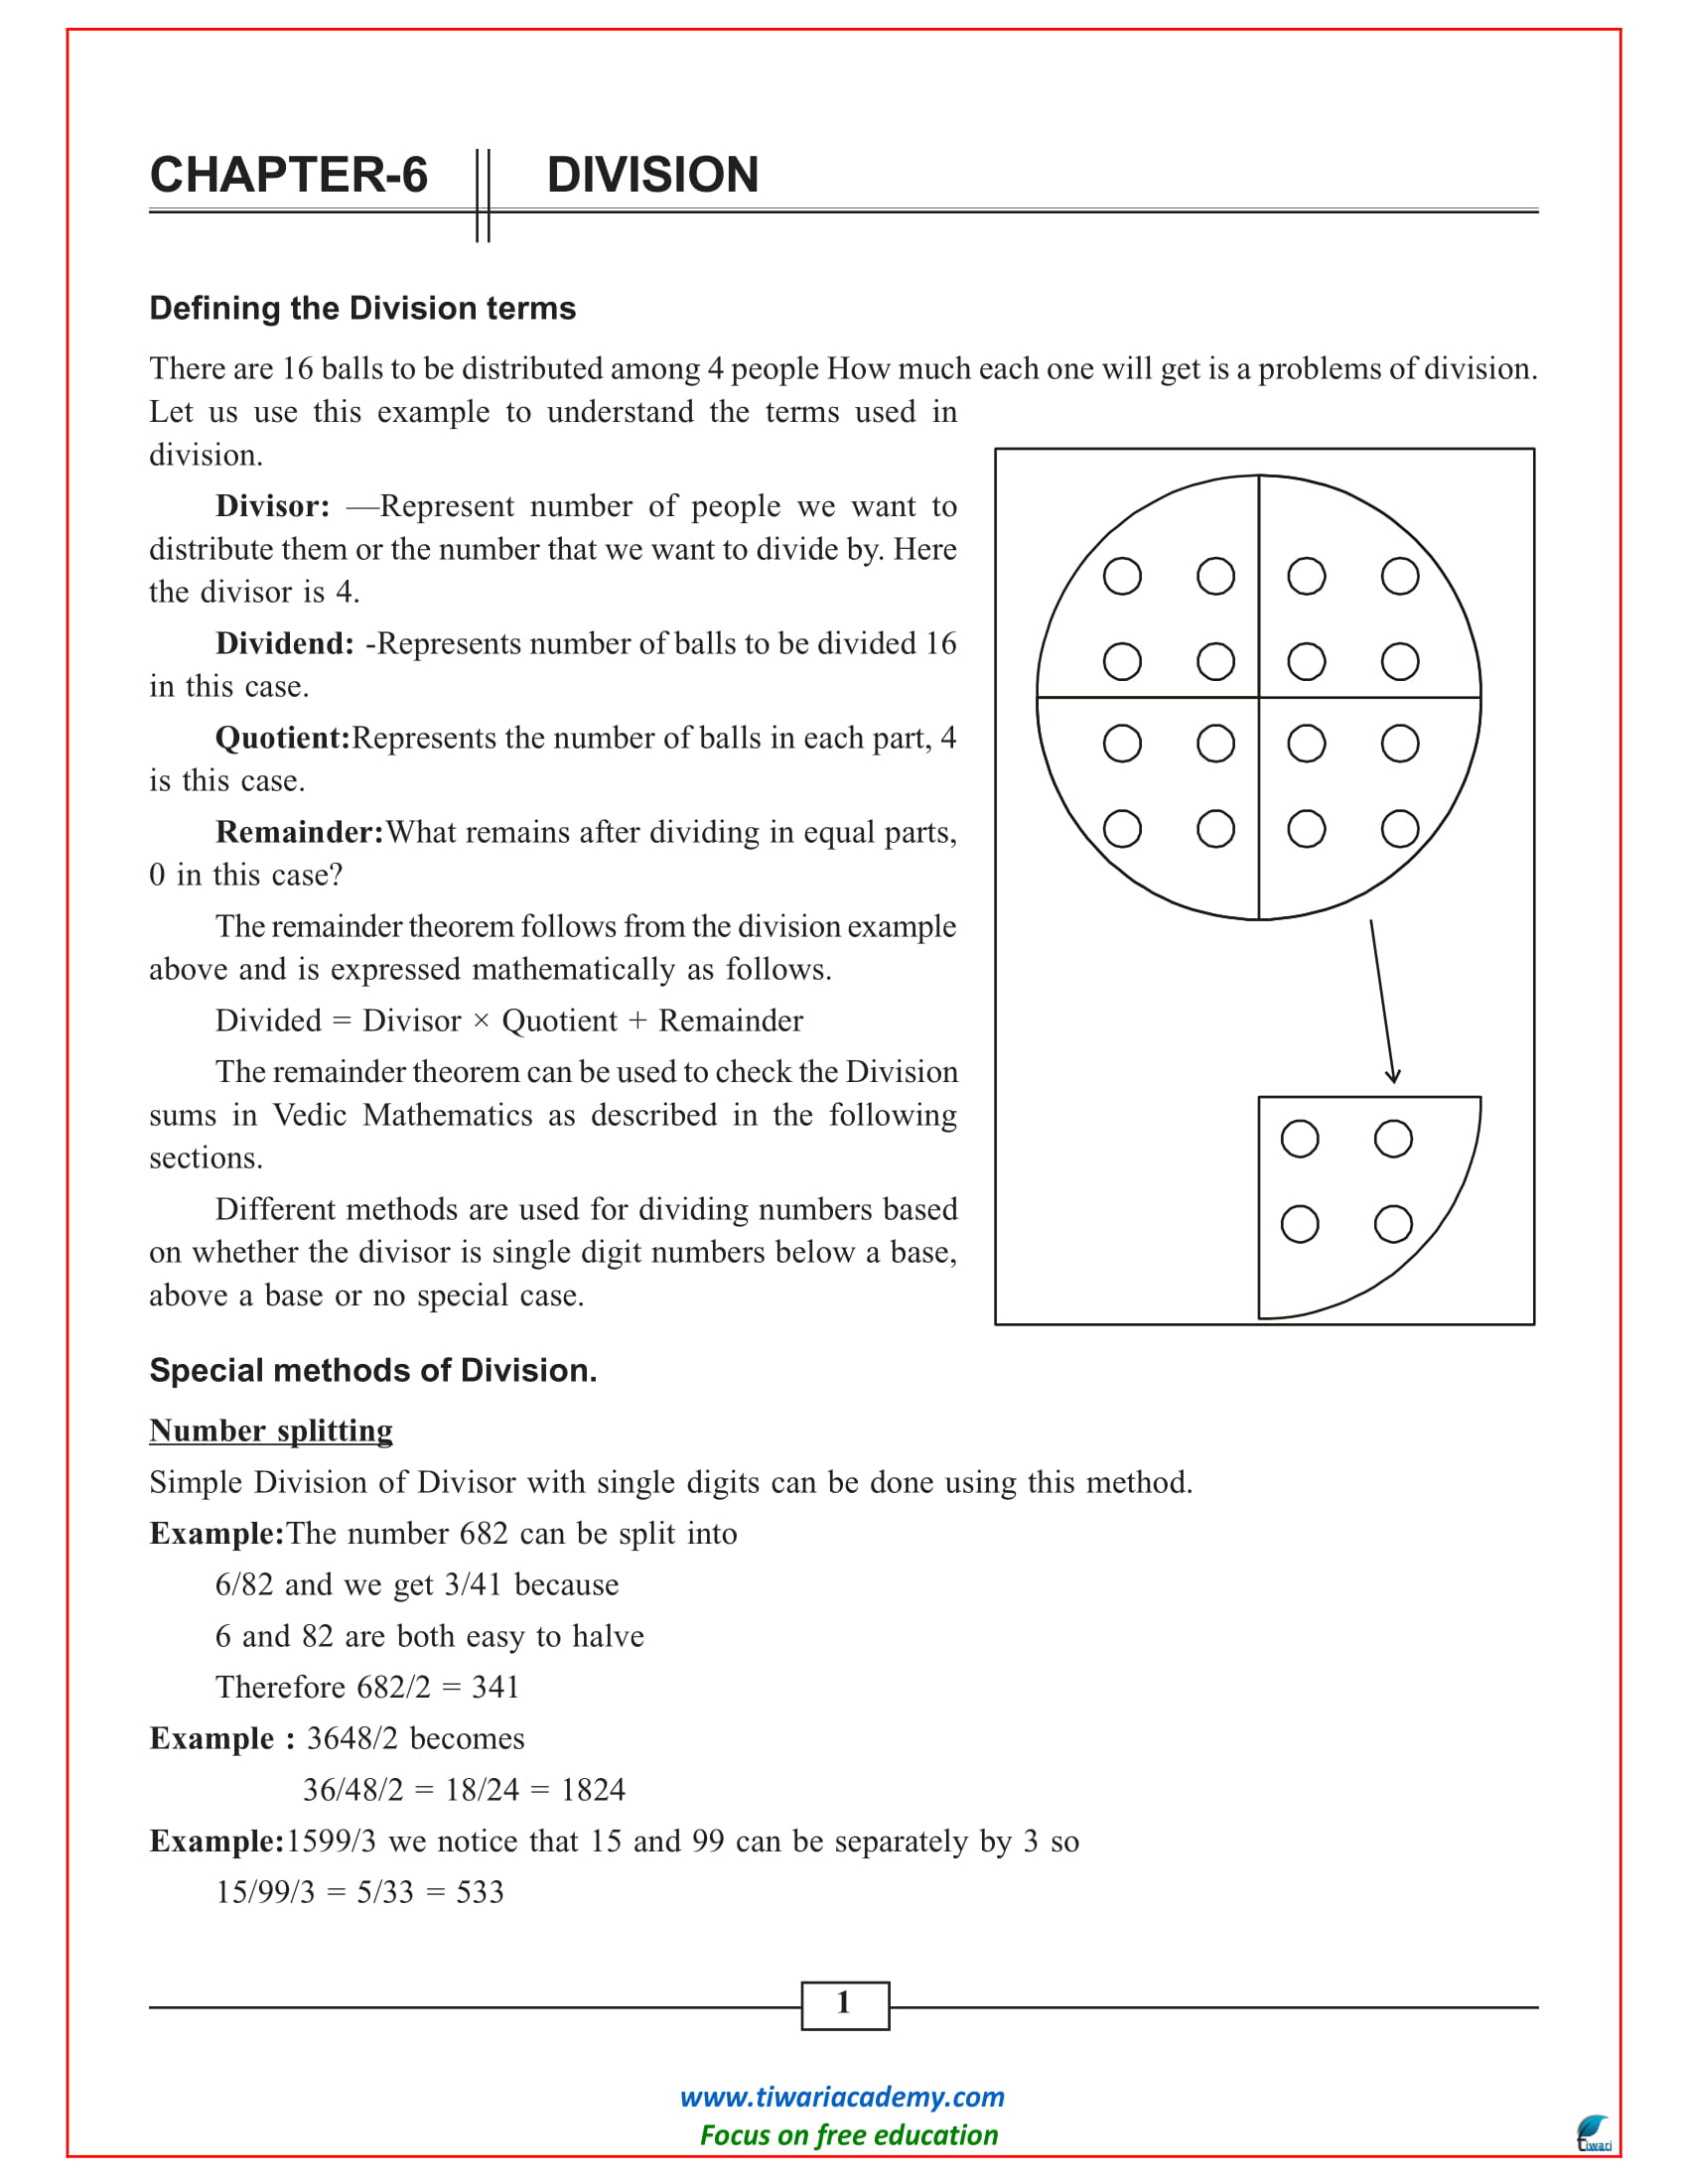 CHAPTER-6 DIVISION
Defining the Division terms
There are 16 balls to be distributed among 4 people How much each one will get is a problems of division.
Let us use this example to understand the terms used in
division.
Divisor: —Represent number of people we want to
distribute them or the number that we want to divide by. Here
the divisor is 4.
Dividend: -Represents number of balls to be divided 16
in this case.
Quotient:Represents the number of balls in each part, 4
is this case.
Remainder:What remains after dividing in equal parts,
0 in this case?
The remainder theorem follows from the division example
above and is expressed mathematically as follows.
Divided = Divisor × Quotient + Remainder
The remainder theorem can be used to check the Division
sums in Vedic Mathematics as described in the following
sections.
Different methods are used for dividing numbers based
on whether the divisor is single digit numbers below a base,
above a base or no special case.
Special methods of Division.
Number splitting
Simple Division of Divisor with single digits can be done using this method.
Example:The number 682 can be split into
6/82 and we get 3/41 because
6 and 82 are both easy to halve
Therefore 682/2 = 341
Example : 3648/2 becomes
36/48/2 = 18/24 = 1824
Example:1599/3 we notice that 15 and 99 can be separately by 3 so
15/99/3 = 5/33 = 533
1
www.tiwariacademy.com
Focus on free education
Tiwari